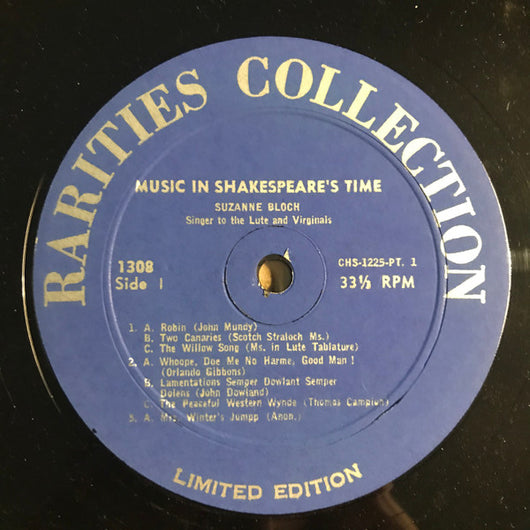 RARITIES COLLECTION
MUSIC IN SHAKESPEARE'S TIME
SUZANNE BLOCH
Singer to the Lute and Virginals
1308
Side 1
CHS-1225-PT. 1
33⅓ RPM
1. A. Robin (John Mundy)
B. Two Canaries (Scotch Straloch Ms.)
C. The Willow Song (Ms. in Lute Tablature)
2. A. Whoope, Doe Me No Harme, Good Man !
(Orlando Gibbons)
B. Lamentations Semper Dowlant Semper
Dolens (John Dowland)
C. The Peaceful Western Wynde (Thomas Campion)
3. A. Mrs. Winter's Jumpp (Anon.)
LIMITED EDITION